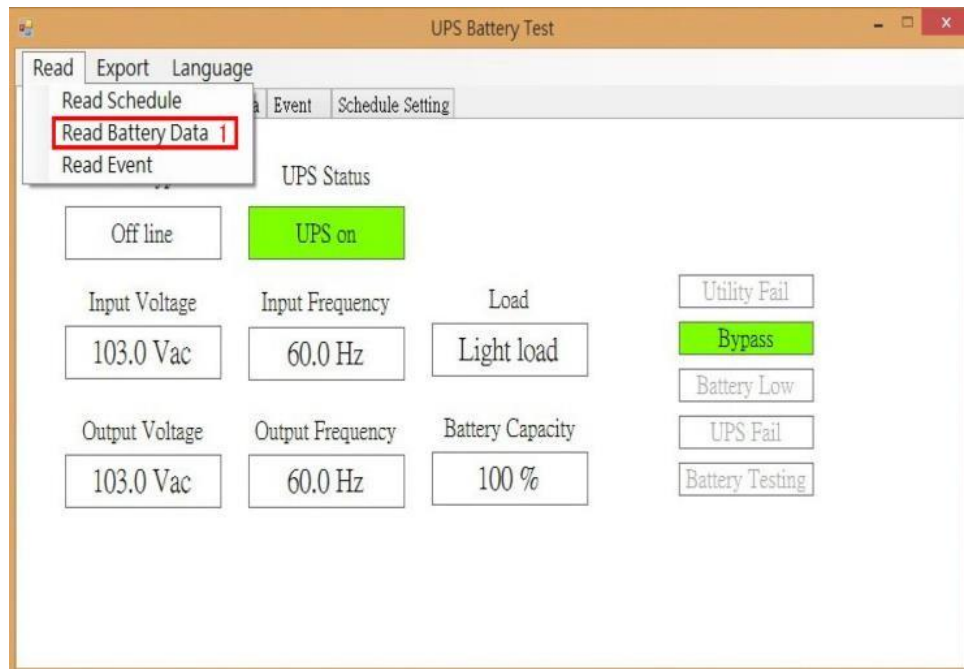 UPS Battery Test
Read Export Language
Read Schedule
Event Schedule Setting
Read Battery Data 1
Read Event
UPS Status
Off line UPS on
Input Voltage Input Frequency Load
Utility Fail
103.0 Vac 60.0 Hz Light load
Bypass
Battery Low
Output Voltage Output Frequency Battery Capacity
UPS Fail
103.0 Vac 60.0 Hz 100 %
Battery Testing